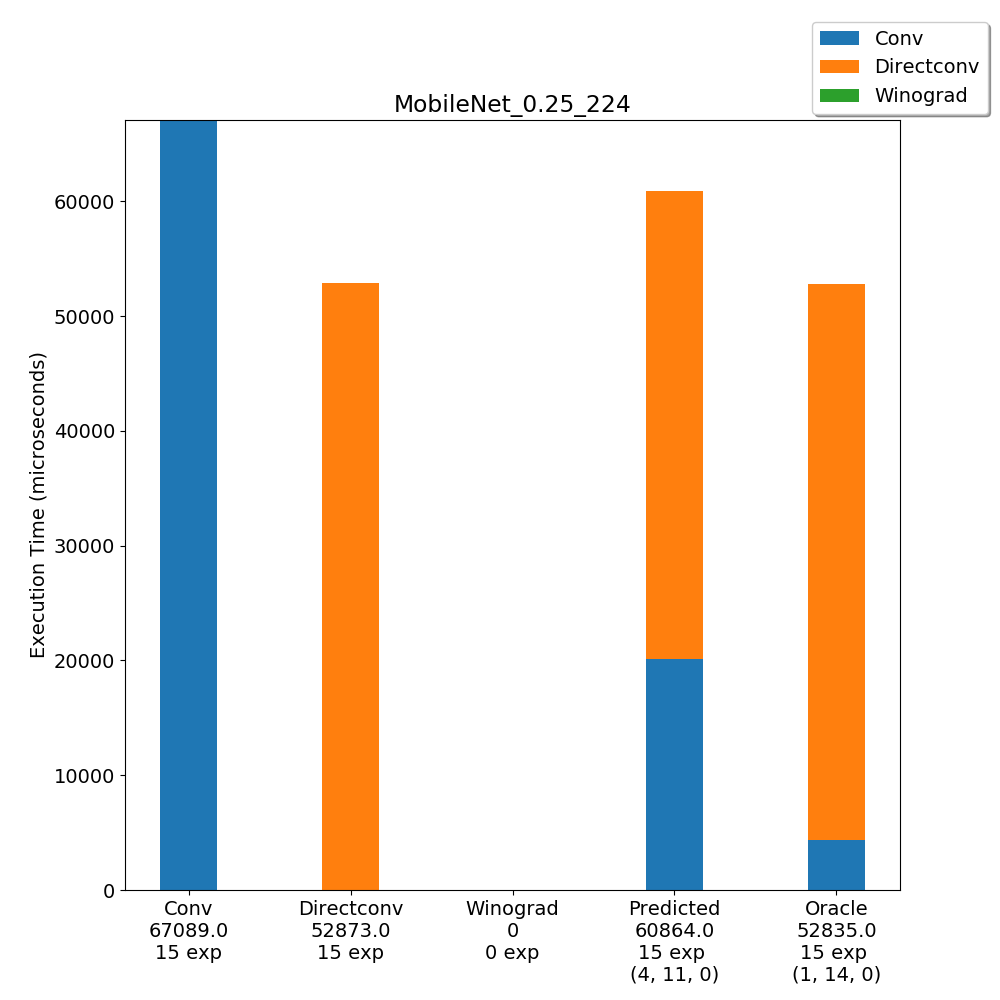 Conv
Directconv
Winograd
MobileNet_0.25_224
Execution Time (microseconds)
60000
50000
40000
30000
20000
10000
0
Conv
67089.0
15 exp
Directconv
52873.0
15 exp
Winograd
0
0 exp
Predicted
60864.0
15 exp
(4, 11, 0)
Oracle
52835.0
15 exp
(1, 14, 0)